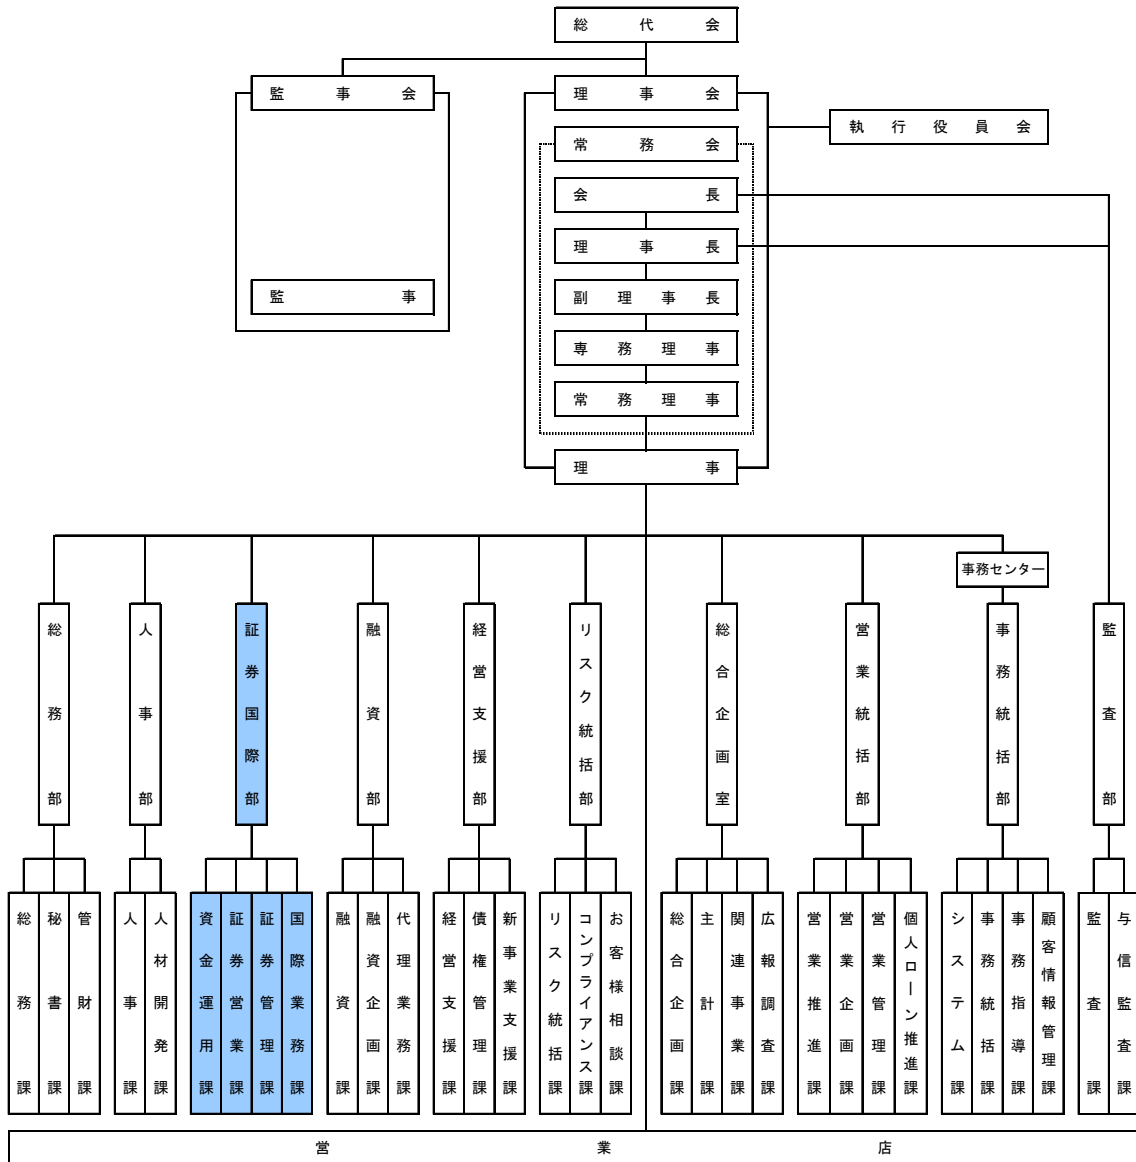 総代会
監事会
理事会
執行役員会
常務会
会長
理事長
監事
副理事長
専務理事
常務理事
理事
事務センター
総務部
人事部
証券国際部
融資部
経営支援部
リスク統括部
総合企画室
営業統括部
事務統括部
監査部
総務課
秘書課
管財課
人事課
人材開発課
資金運用課
証券営業課
証券管理課
国際業務課
融資課
融資企画課
代理業務課
経営支援課
債権管理課
新事業支援課
リスク統括課
コンプライアンス課
お客様相談課
総合企画課
主計課
関連事業課
広報調査課
営業推進課
営業企画課
営業管理課
個人ローン推進課
システム課
事務統括課
事務指導課
顧客情報管理課
監査課
与信監査課
営業店